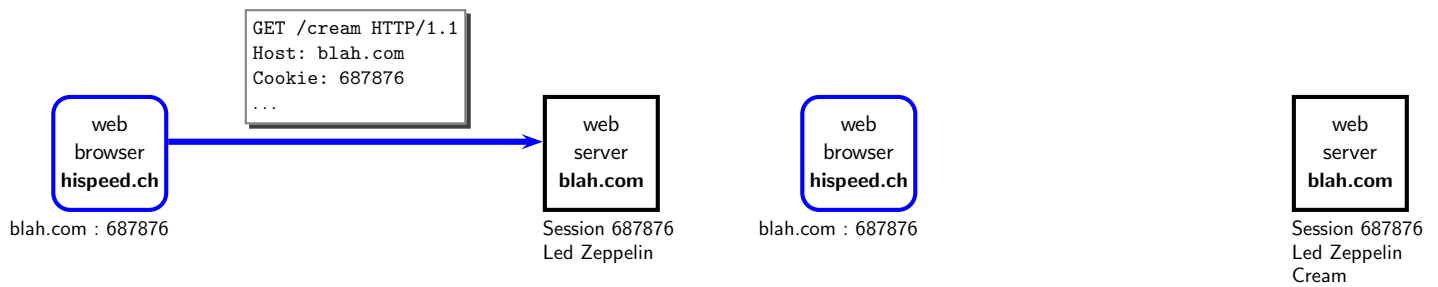 GET /cream HTTP/1.1
Host: blah.com
Cookie: 687876
...
web
browser
hispeed.ch
blah.com : 687876
web
server
blah.com
Session 687876
Led Zeppelin
web
browser
hispeed.ch
blah.com : 687876
web
server
blah.com
Session 687876
Led Zeppelin
Cream